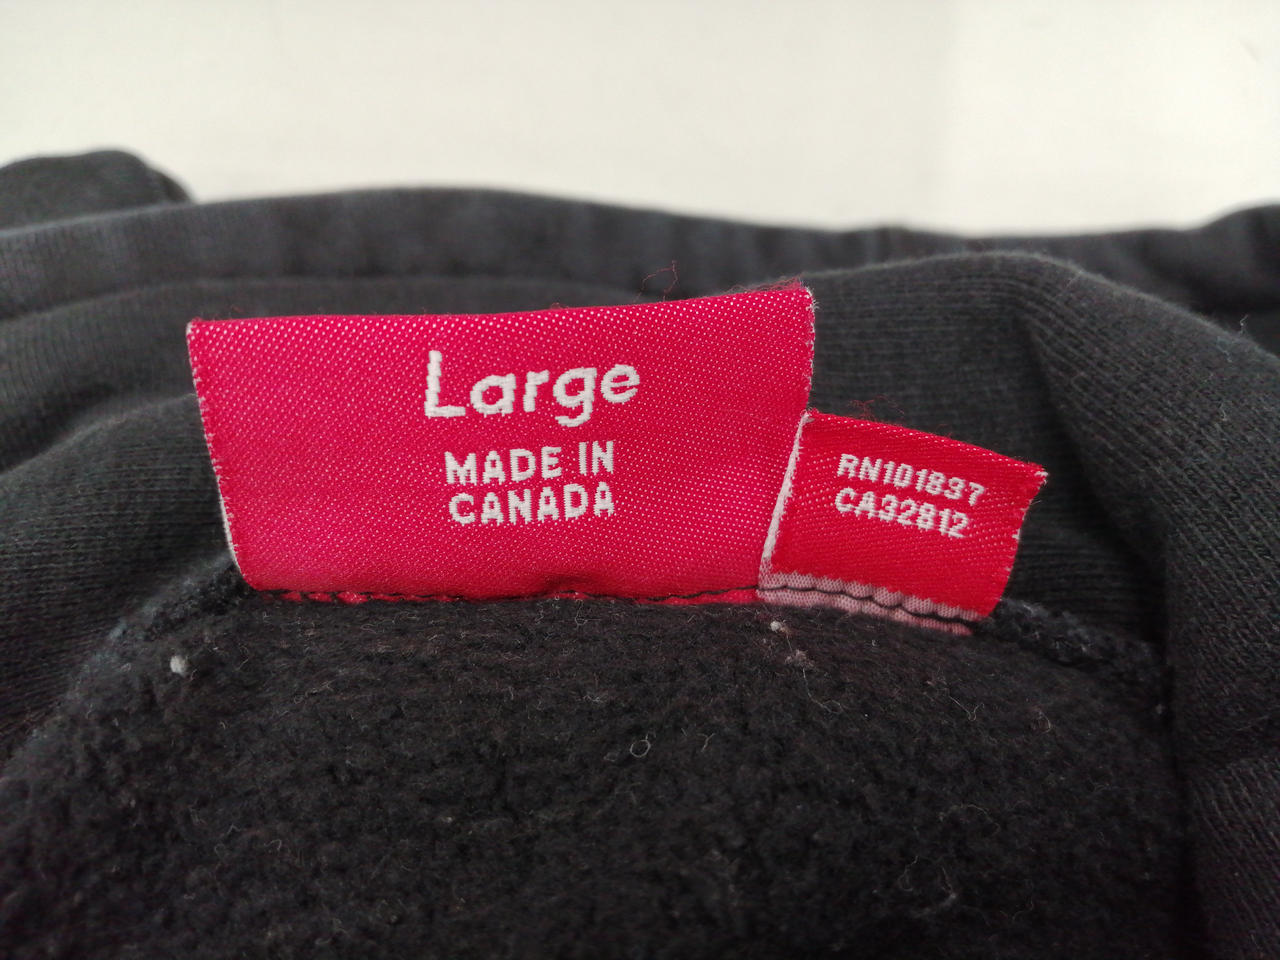 Large
MADE IN
CANADA
RN101837
CA32812